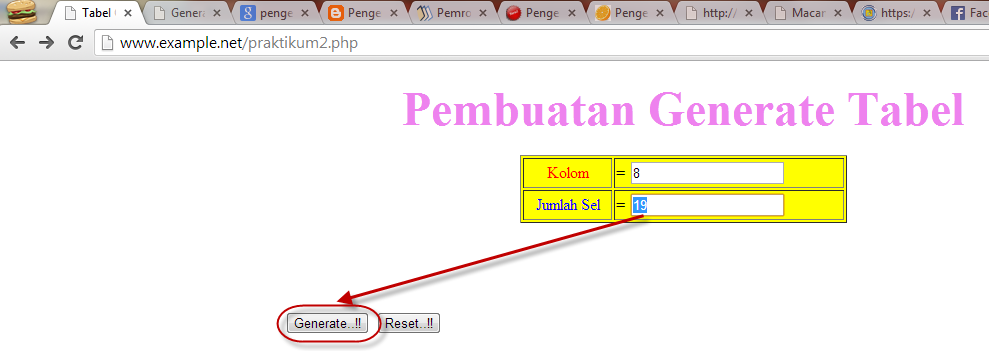 Tabel
Genera
penge
Penge
Pemro
Penge
Penge
http://
Macan
https:/
Fac
www.example.net/praktikum2.php
Pembuatan Generate Tabel
Kolom = 8
Jumlah Sel = 19
Generate..!! Reset..!!